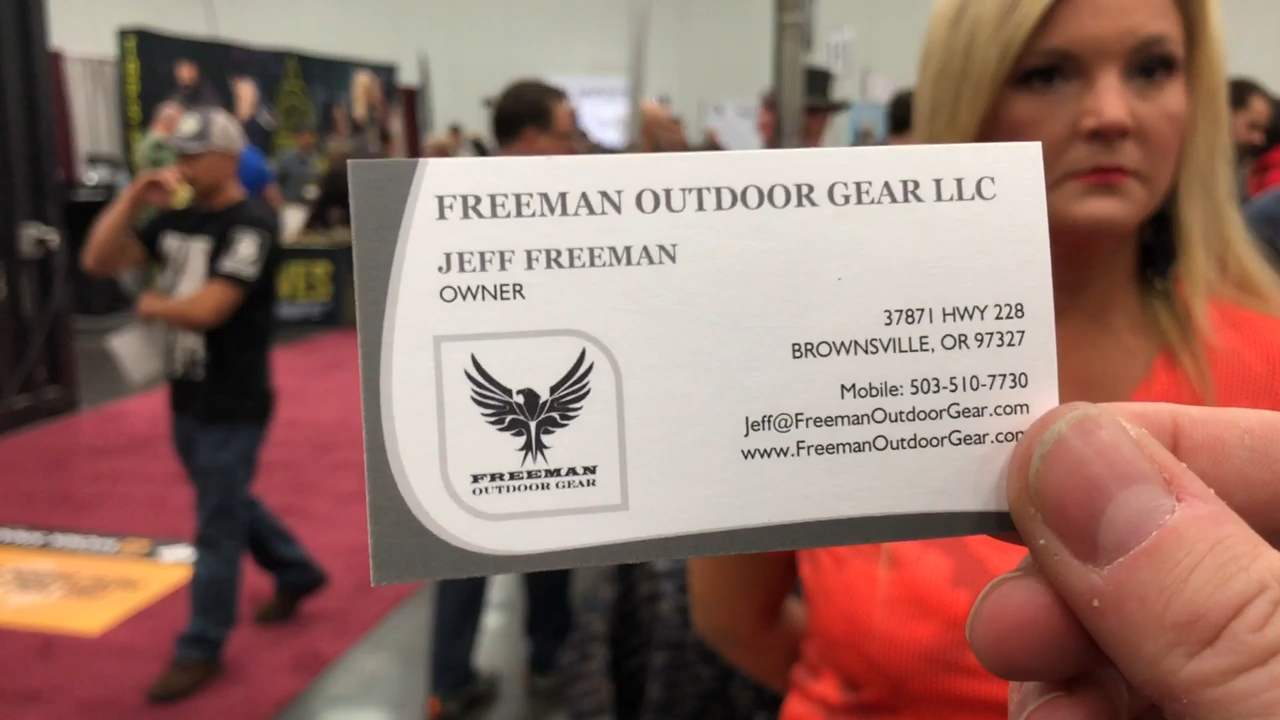 FREEMAN OUTDOOR GEAR LLC
JEFF FREEMAN
OWNER
37871 HWY 228
BROWNSVILLE, OR 97327
Mobile: 503-510-7730
Jeff@FreemanOutdoorGear.com
www.FreemanOutdoorGear.com
FREEMAN
OUTDOOR GEAR